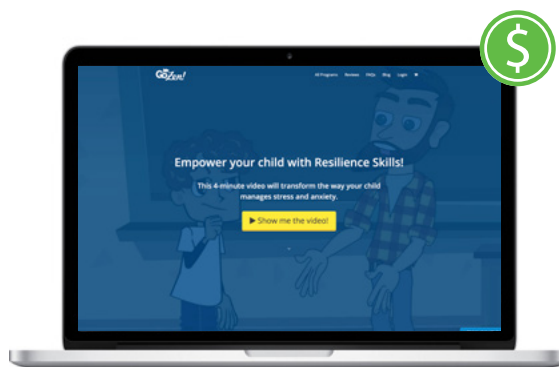 $
GoZen!
All Programs Reviews FAQs Blog Login
Empower your child with Resilience Skills!
This 4-minute video will transform the way your child
manages stress and anxiety.
Show me the video!